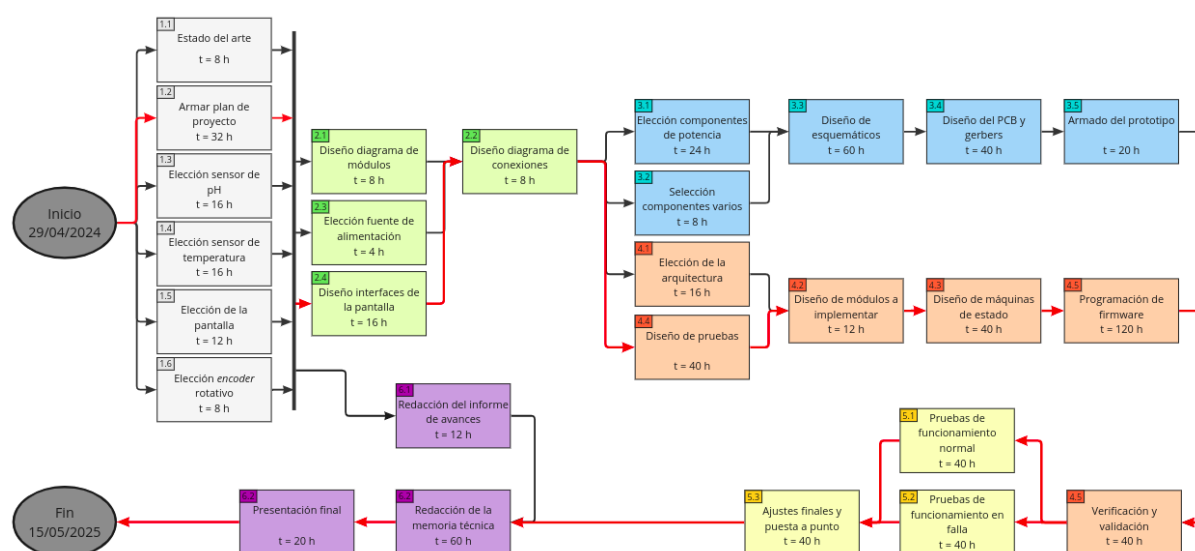 Inicio
29/04/2024
1.1
Estado del arte
t = 8 h
1.2
Armar plan de
proyecto
t = 32 h
1.3
Elección sensor de
pH
t = 16 h
1.4
Elección sensor de
temperatura
t = 16 h
1.5
Elección de la
pantalla
t = 12 h
1.6
Elección encoder
rotativo
t = 8 h
2.1
Diseño diagrama de
módulos
t = 8 h
2.3
Elección fuente de
alimentación
t = 4 h
2.4
Diseño interfaces de
la pantalla
t = 16 h
2.2
Diseño diagrama de
conexiones
t = 8 h
3.1
Elección componentes
de potencia
t = 24 h
3.2
Selección
componentes varios
t = 8 h
3.3
Diseño de
esquemáticos
t = 60 h
3.4
Diseño del PCB y
gerbers
t = 40 h
3.5
Armado del prototipo
t = 20 h
4.1
Elección de la
arquitectura
t = 16 h
4.4
Diseño de pruebas
t = 40 h
4.2
Diseño de módulos a
implementar
t = 12 h
4.3
Diseño de máquinas
de estado
t = 40 h
4.5
Programación de
firmware
t = 120 h
6.1
Redacción del informe
de avances
t = 12 h
5.1
Pruebas de
funcionamiento
normal
t = 40 h
4.5
Verificación y
validación
t = 40 h
5.2
Pruebas de
funcionamiento en
falla
t = 40 h
5.3
Ajustes finales y
puesta a punto
t = 40 h
6.2
Redacción de la
memoria técnica
t = 60 h
6.2
Presentación final
t = 20 h
Fin
15/05/2025